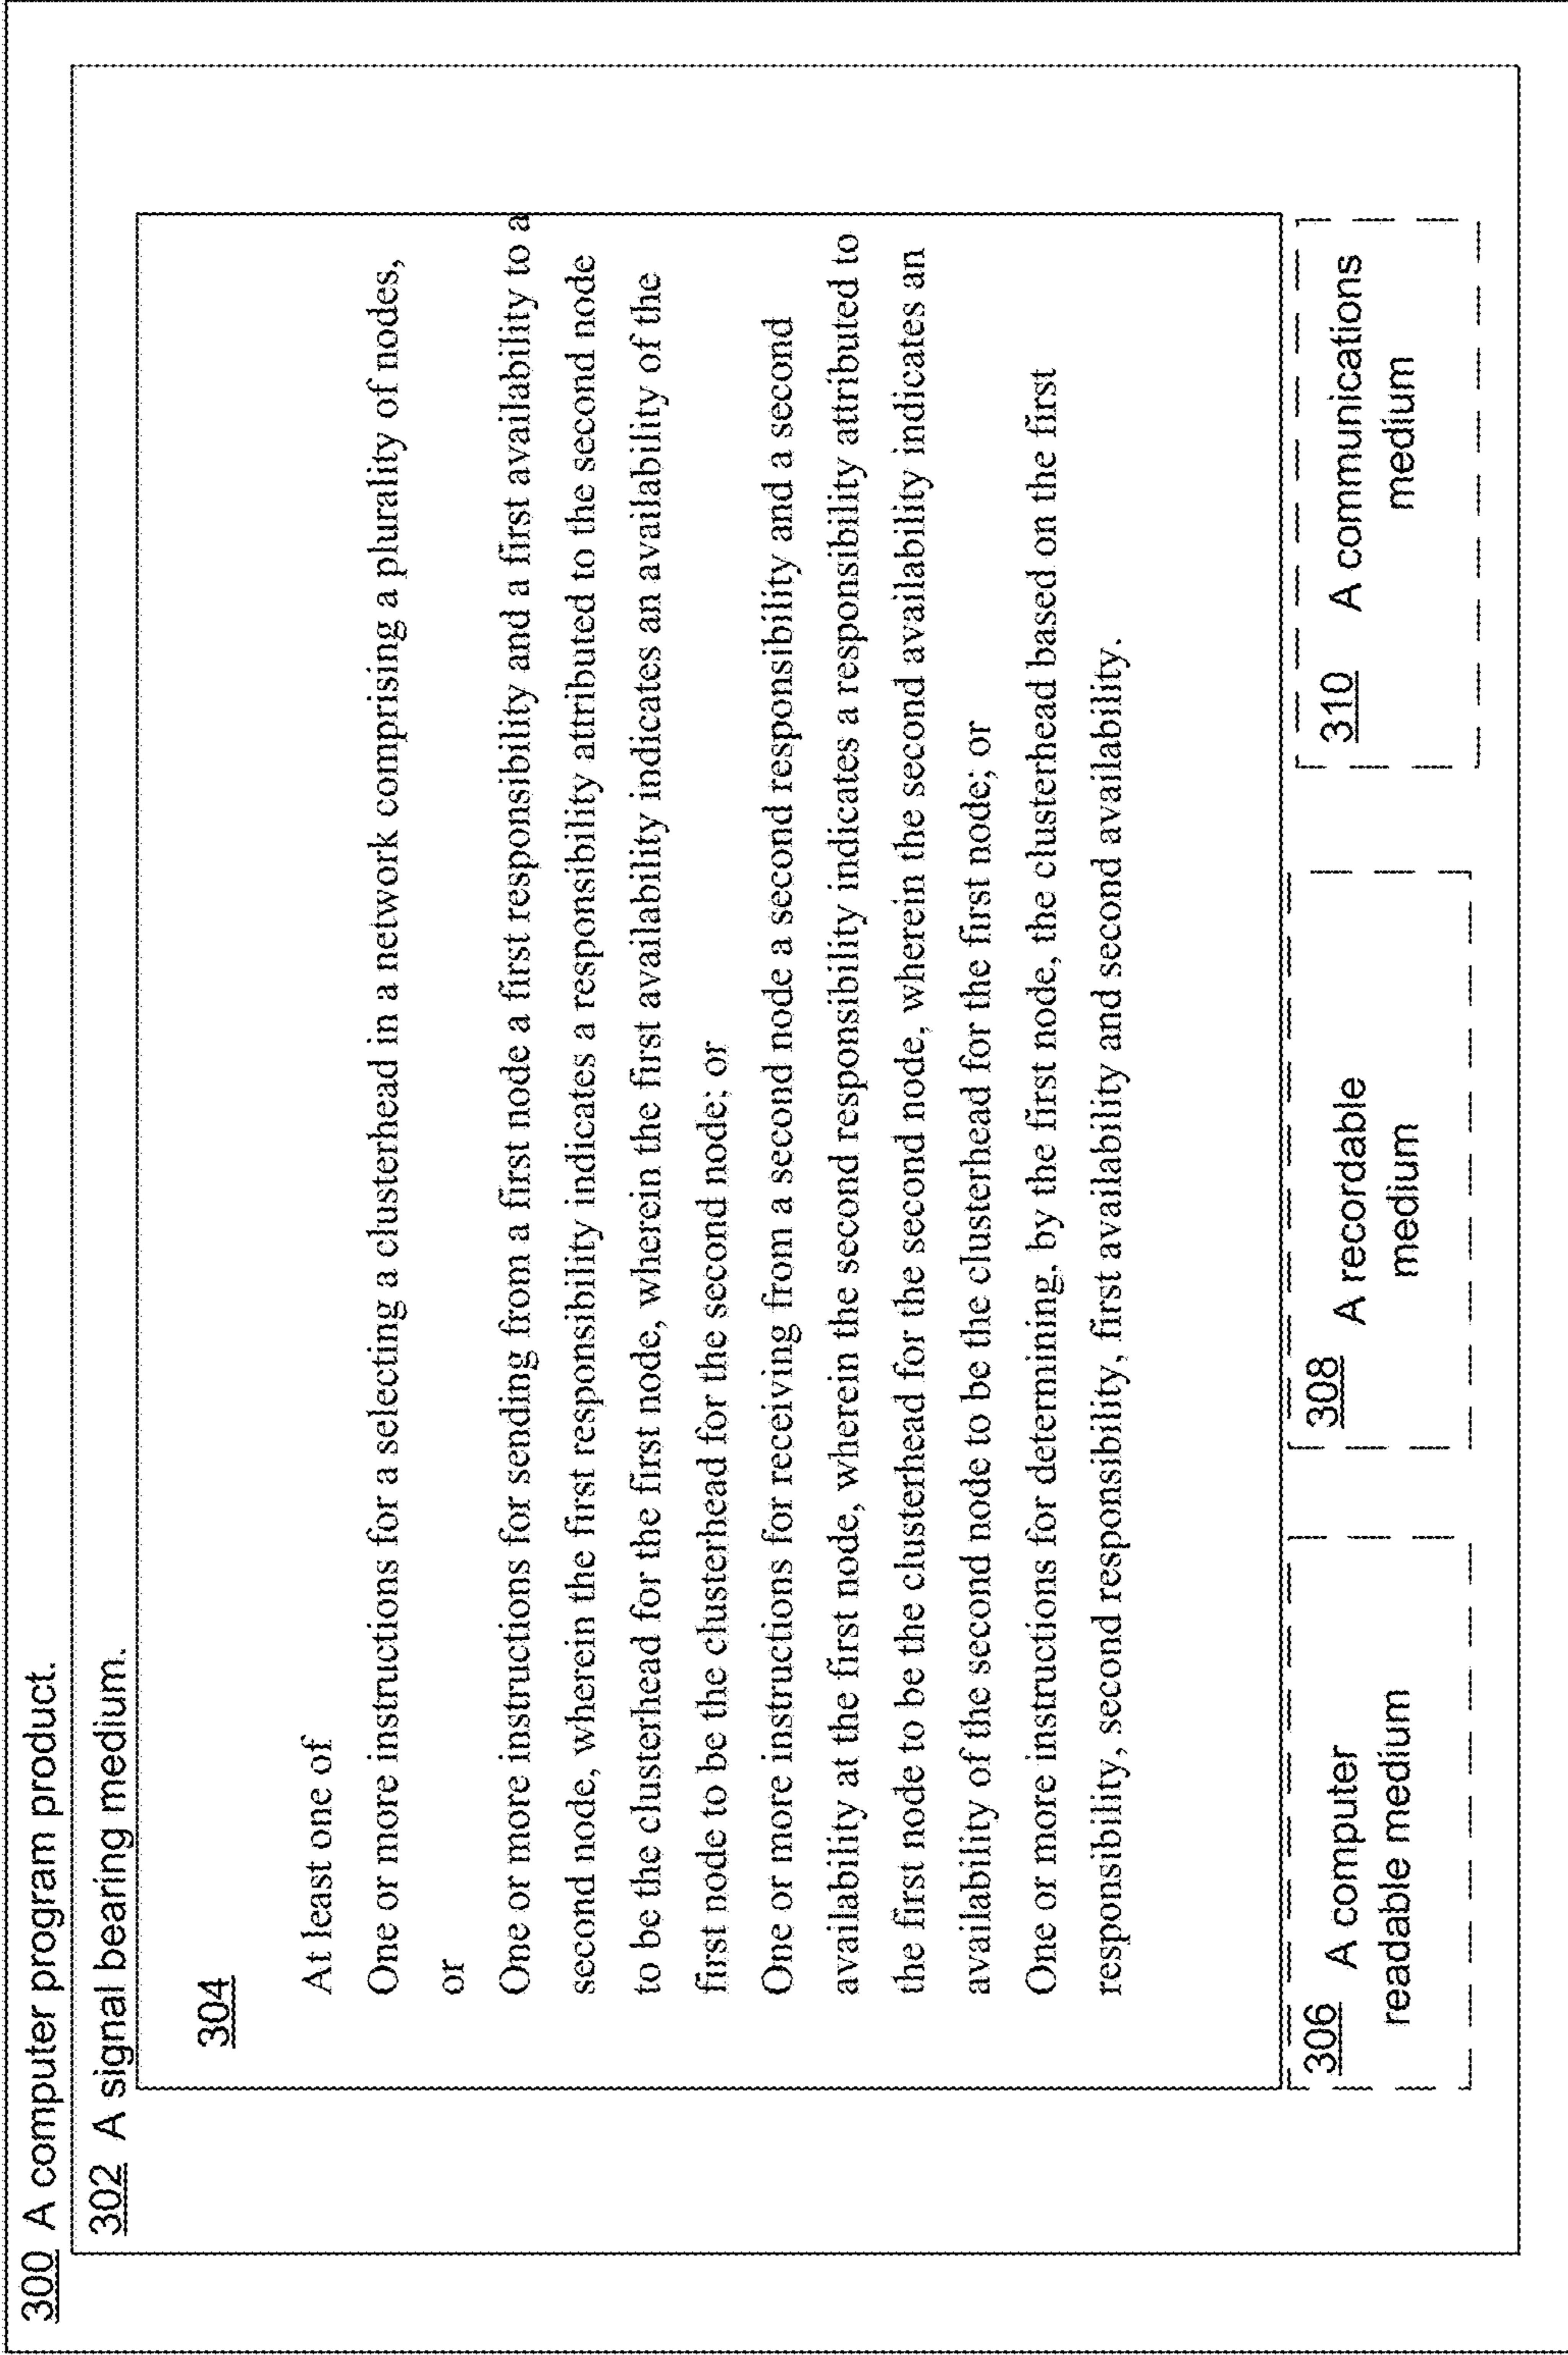 300 A computer program product.
302 A signal bearing medium.
304
At least one of
One or more instructions for a selecting a clusterhead in a network comprising a plurality of nodes,
or
One or more instructions for sending from a first node a first responsibility and a first availability to a
second node, wherein the first responsibility indicates a responsibility attributed to the second node
to be the clusterhead for the first node, wherein the first availability indicates an availability of the
first node to be the clusterhead for the second node; or
One or more instructions for receiving from a second node a second responsibility and a second
availability at the first node, wherein the second responsibility indicates a responsibility attributed to
the first node to be the clusterhead for the second node, wherein the second availability indicates an
availability of the second node to be the clusterhead for the first node; or
One or more instructions for determining, by the first node, the clusterhead based on the first
responsibility, second responsibility, first availability and second availability.
306 A computer
readable medium
308 A recordable
medium
310 A communications
medium